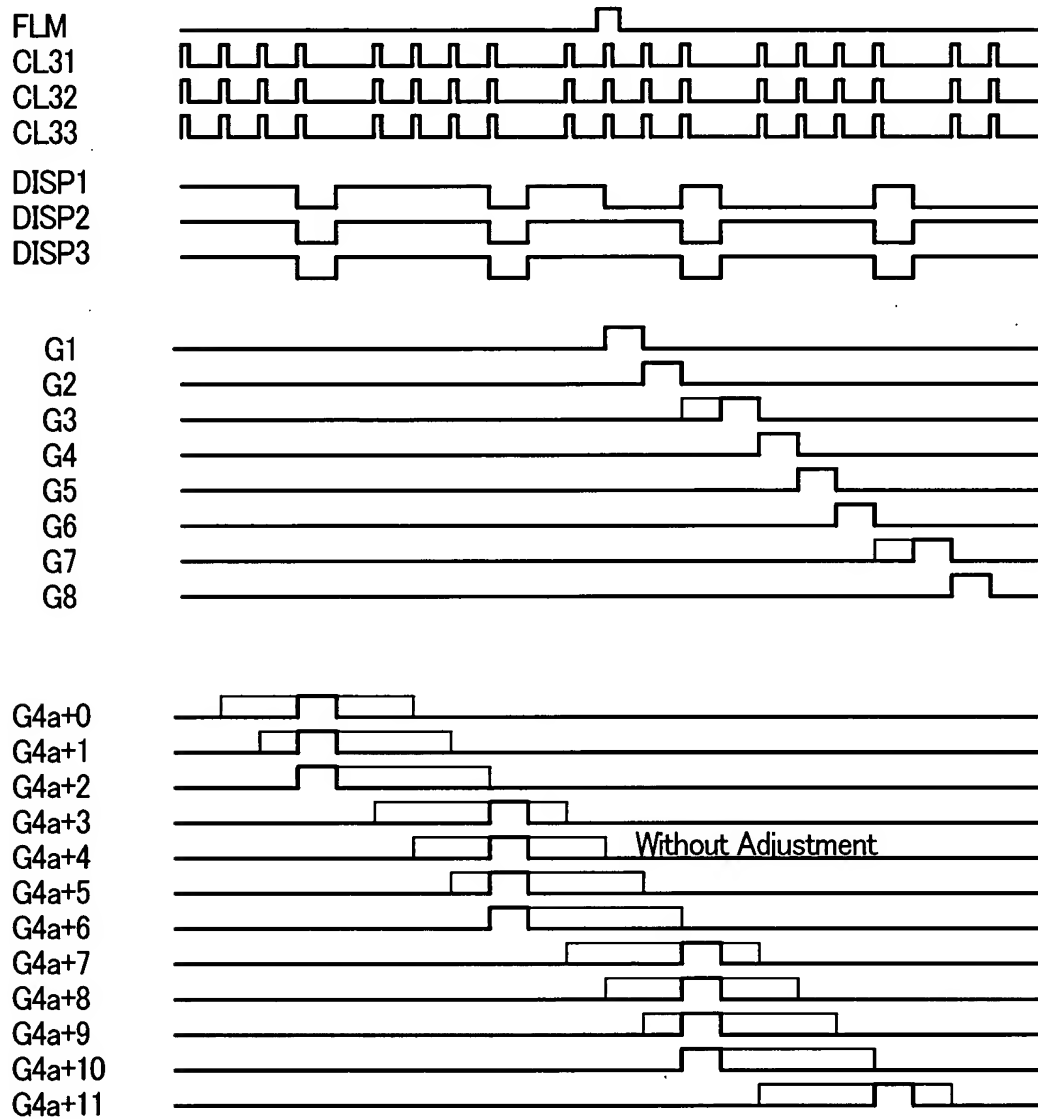 FLM
CL31
CL32
CL33
DISP1
DISP2
DISP3
G1
G2
G3
G4
G5
G6
G7
G8
G4a+0
G4a+1
G4a+2
G4a+3
G4a+4 Without Adjustment
G4a+5
G4a+6
G4a+7
G4a+8
G4a+9
G4a+10
G4a+11